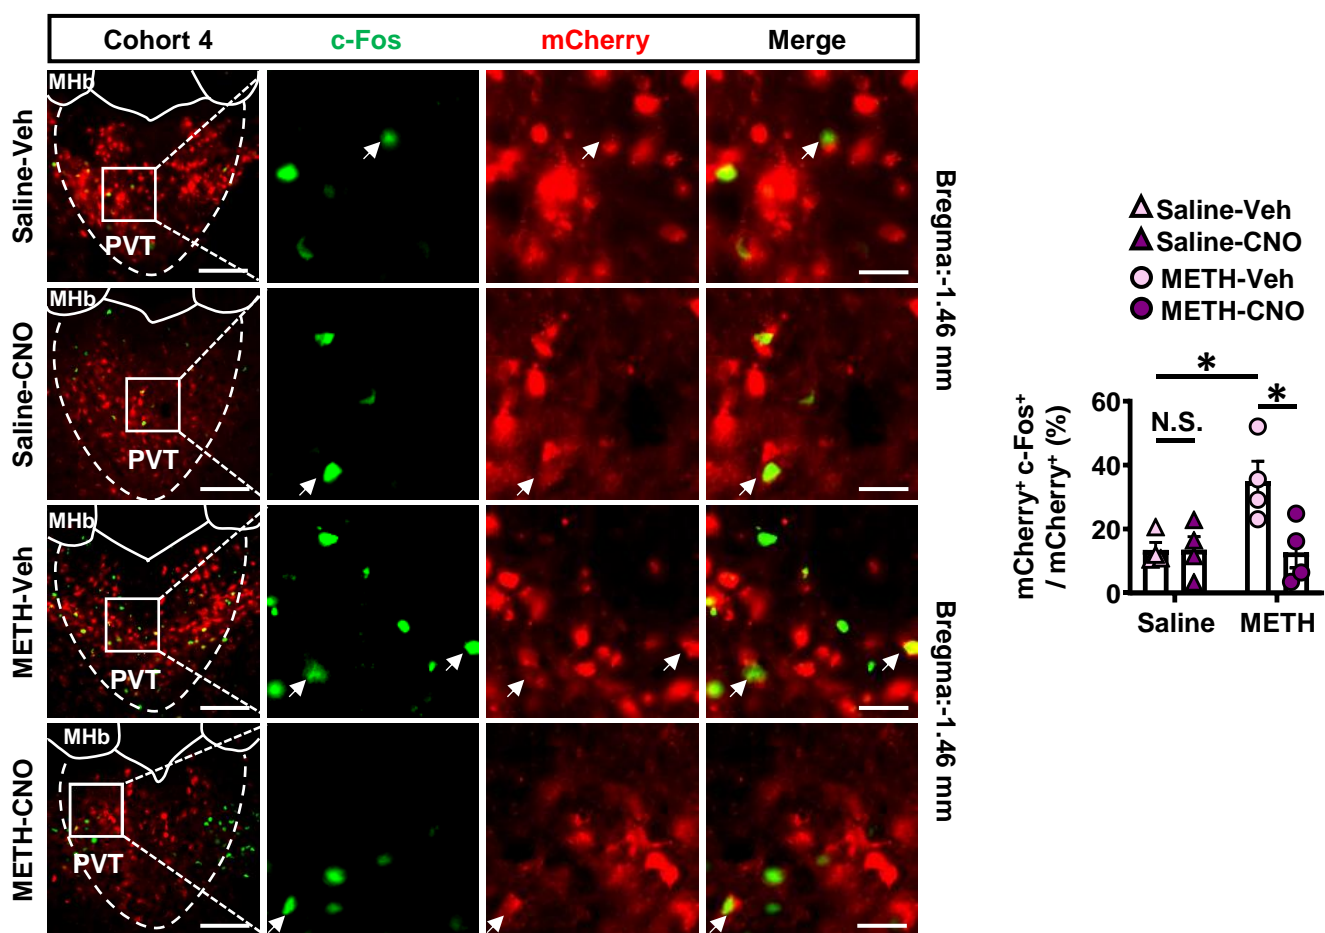 Cohort 4 c-Fos mCherry Merge
Saline-Veh
MHb
PVT
Saline-CNO
MHb
PVT
Bregma:-1.46 mm
METH-Veh
MHb
PVT
METH-CNO
MHb
PVT
Bregma:-1.46 mm
Saline-Veh
Saline-CNO
METH-Veh
METH-CNO
mCherry⁺ c-Fos⁺
/ mCherry⁺ (%)
*
*
N.S.
60
40
20
0
Saline METH